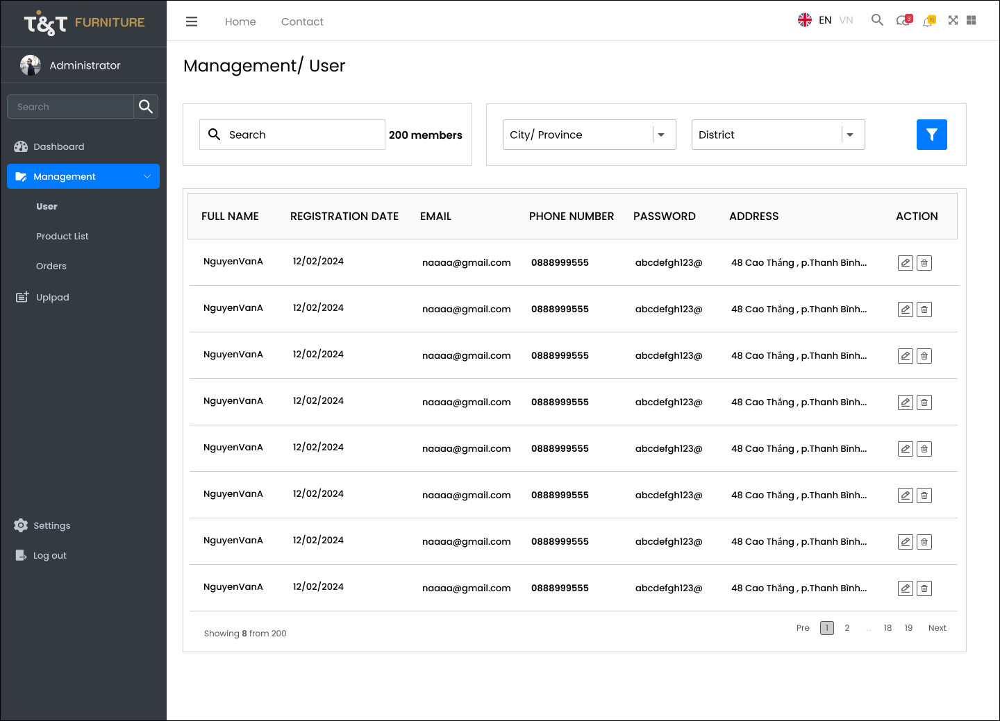 T&T FURNITURE
Home Contact
EN VN
3
15
Administrator
Search
Dashboard
Management
User
Product List
Orders
Uplpad
Settings
Log out
Management/ User
Search
200 members
City/ Province
District
FULL NAME REGISTRATION DATE EMAIL PHONE NUMBER PASSWORD ADDRESS ACTION
NguyenVanA 12/02/2024 naaaa@gmail.com 0888999555 abcdefgh123@ 48 Cao Thắng , p.Thanh Bình...
NguyenVanA 12/02/2024 naaaa@gmail.com 0888999555 abcdefgh123@ 48 Cao Thắng , p.Thanh Bình...
NguyenVanA 12/02/2024 naaaa@gmail.com 0888999555 abcdefgh123@ 48 Cao Thắng , p.Thanh Bình...
NguyenVanA 12/02/2024 naaaa@gmail.com 0888999555 abcdefgh123@ 48 Cao Thắng , p.Thanh Bình...
NguyenVanA 12/02/2024 naaaa@gmail.com 0888999555 abcdefgh123@ 48 Cao Thắng , p.Thanh Bình...
NguyenVanA 12/02/2024 naaaa@gmail.com 0888999555 abcdefgh123@ 48 Cao Thắng , p.Thanh Bình...
NguyenVanA 12/02/2024 naaaa@gmail.com 0888999555 abcdefgh123@ 48 Cao Thắng , p.Thanh Bình...
NguyenVanA 12/02/2024 naaaa@gmail.com 0888999555 abcdefgh123@ 48 Cao Thắng , p.Thanh Bình...
Showing 8 from 200
Pre 1 2 ... 18 19 Next